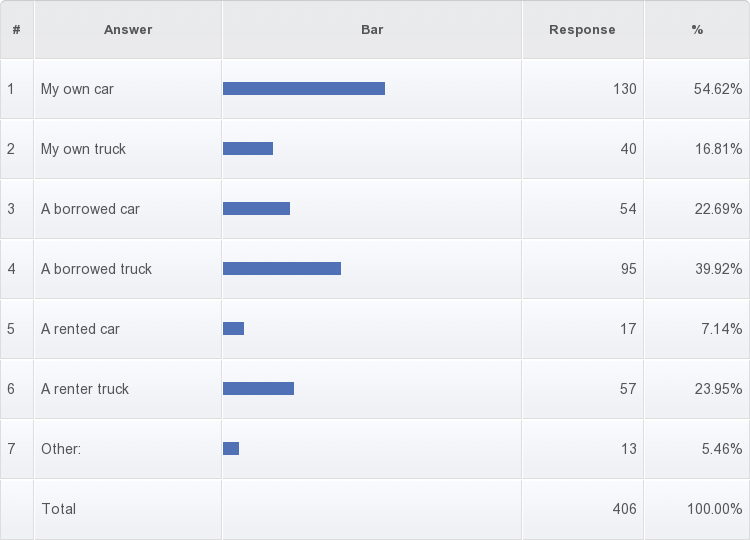 # Answer Bar Response %
1 My own car 130 54.62%
2 My own truck 40 16.81%
3 A borrowed car 54 22.69%
4 A borrowed truck 95 39.92%
5 A rented car 17 7.14%
6 A renter truck 57 23.95%
7 Other: 13 5.46%
Total 406 100.00%